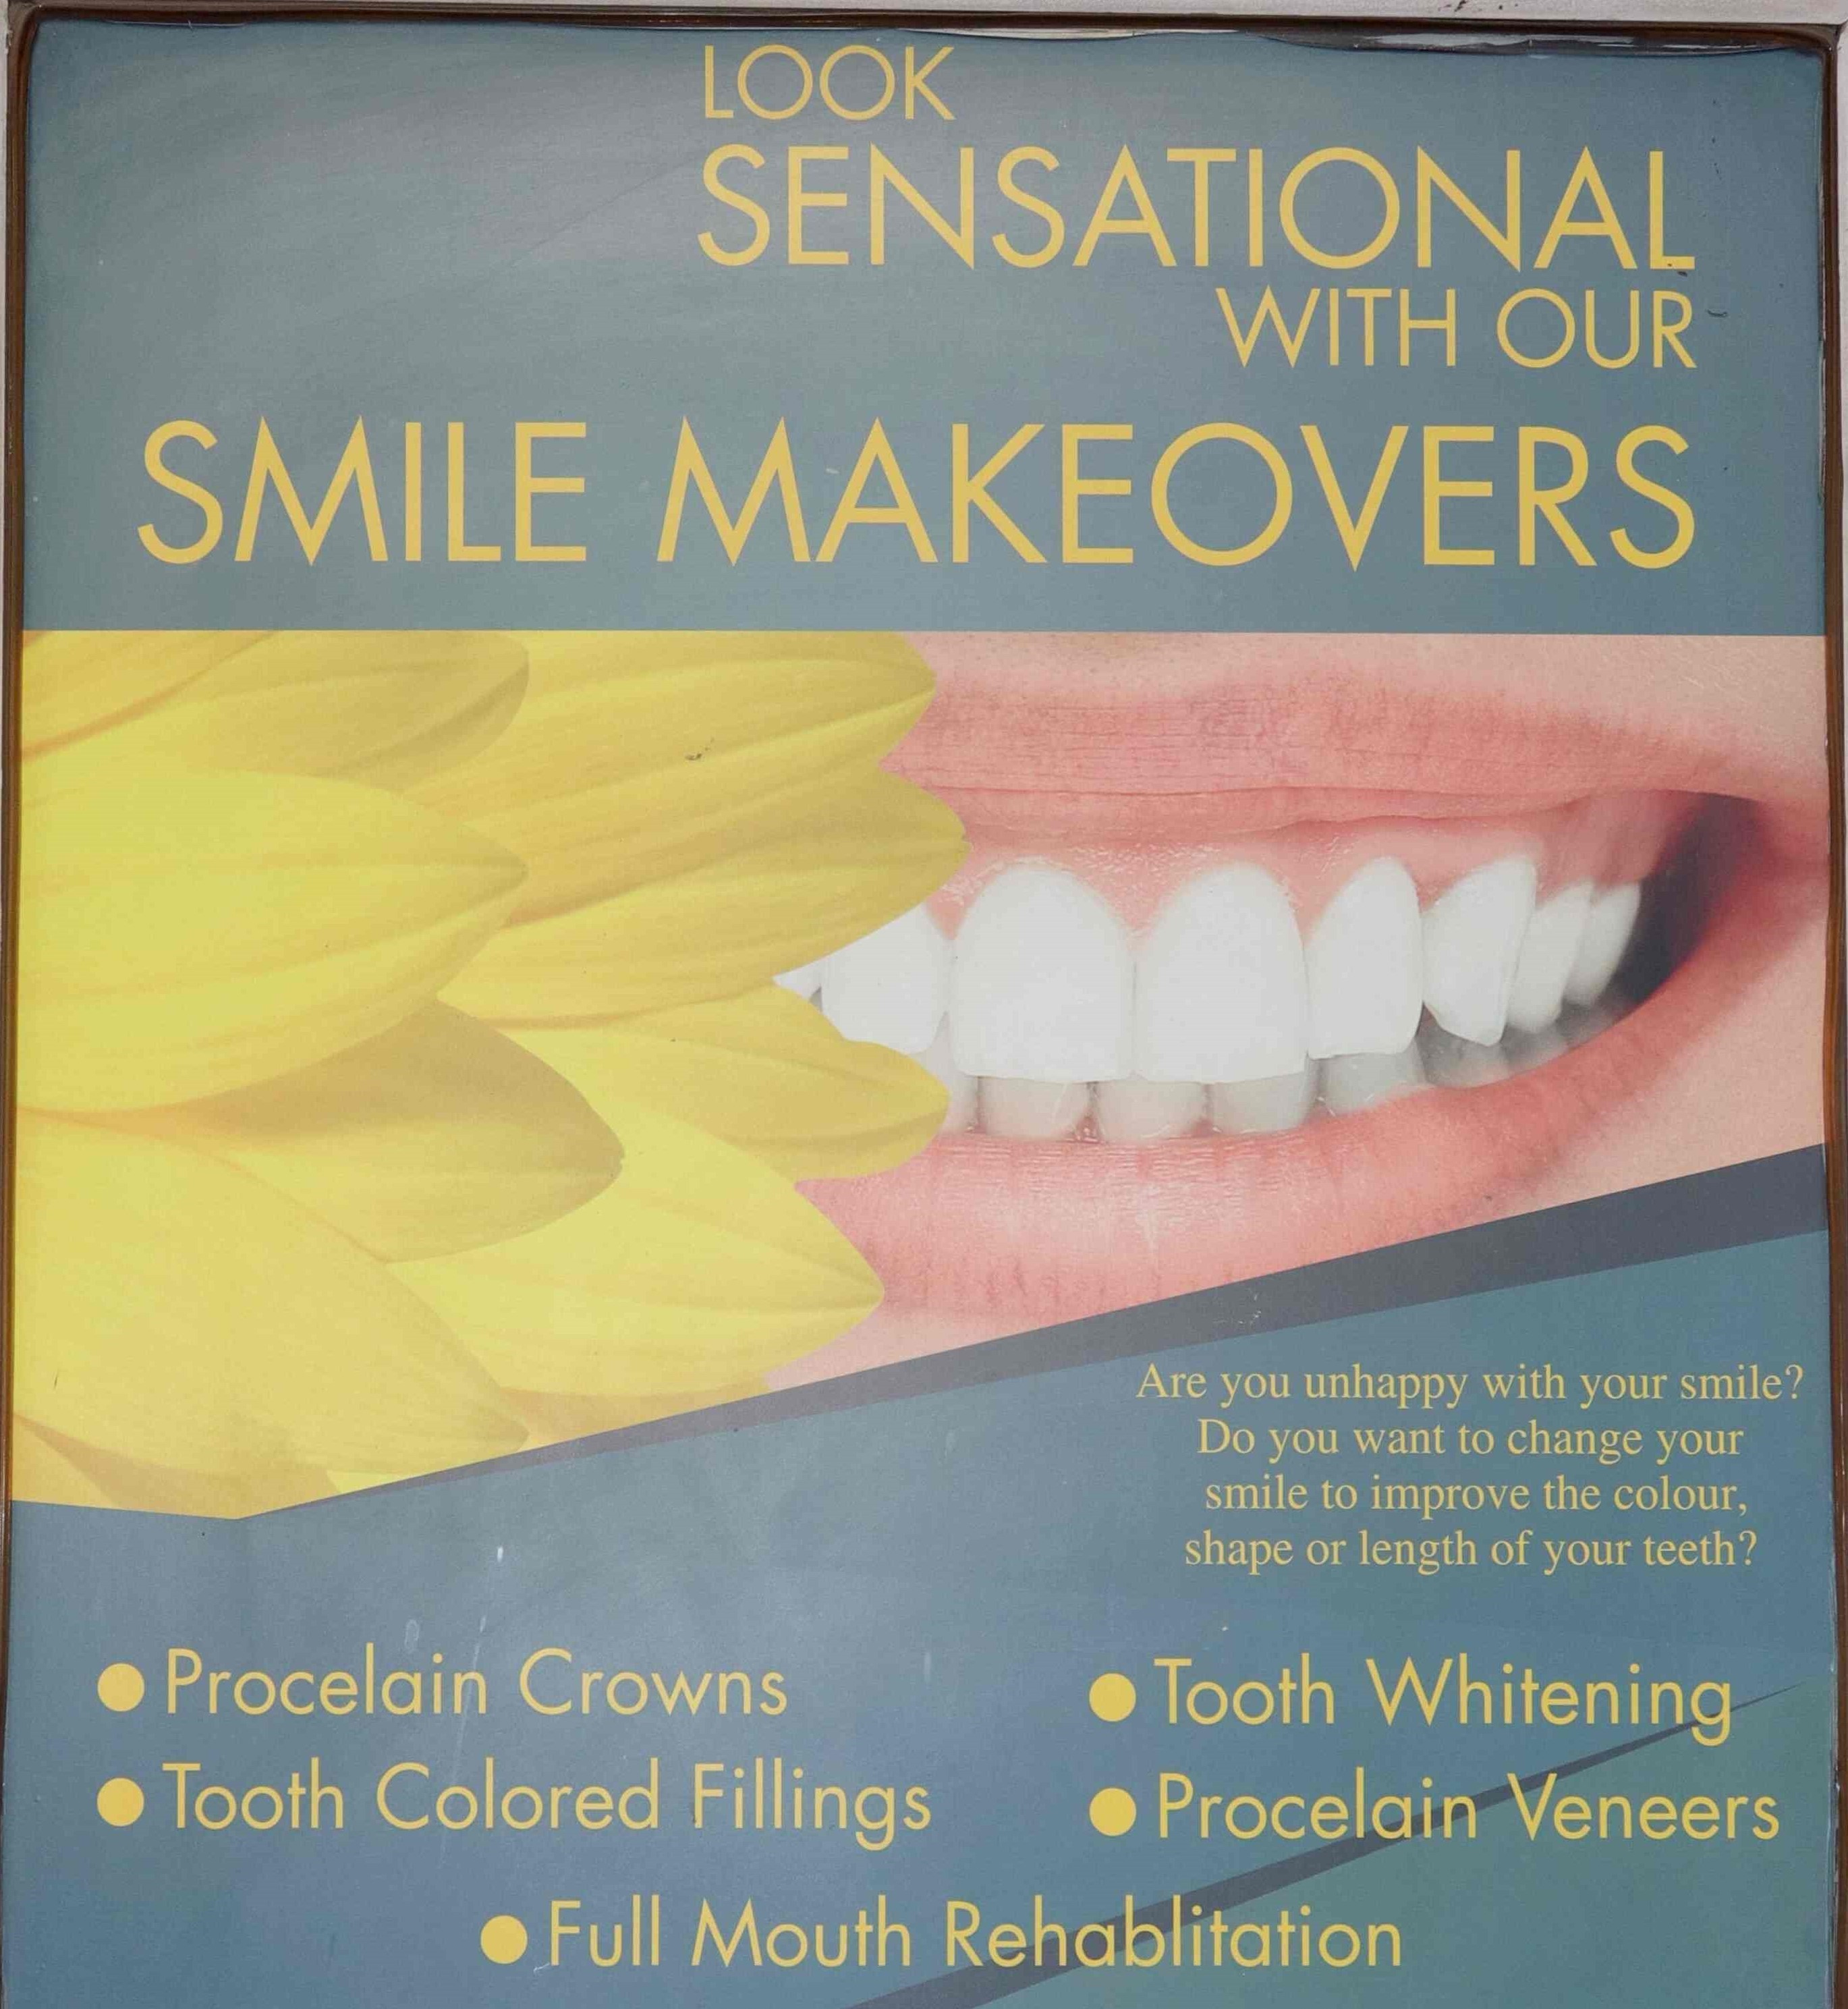 LOOK
SENSATIONAL
WITH OUR
SMILE MAKEOVERS
Are you unhappy with your smile?
Do you want to change your
smile to improve the colour,
shape or length of your teeth?
• Procelain Crowns
• Tooth Whitening
• Tooth Colored Fillings
• Procelain Veneers
• Full Mouth Rehablitation